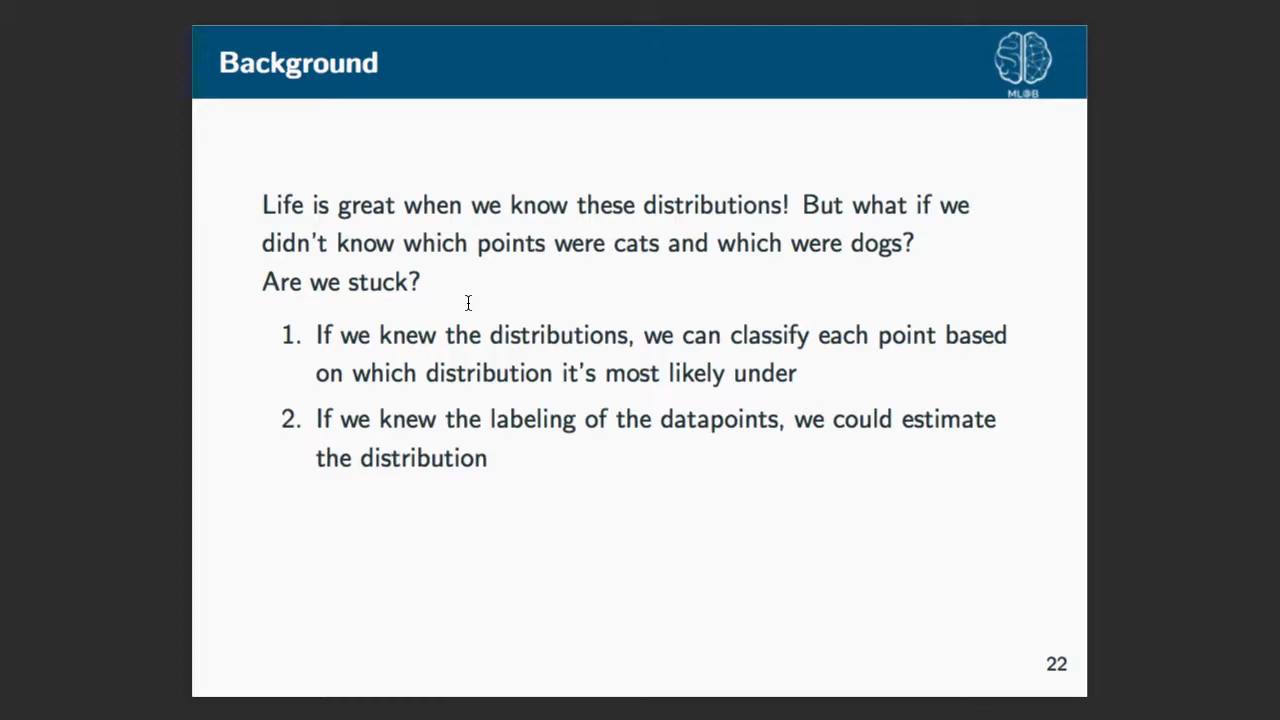 Background
ML@B
Life is great when we know these distributions! But what if we
didn't know which points were cats and which were dogs?
Are we stuck?
1. If we knew the distributions, we can classify each point based
on which distribution it's most likely under
2. If we knew the labeling of the datapoints, we could estimate
the distribution
22